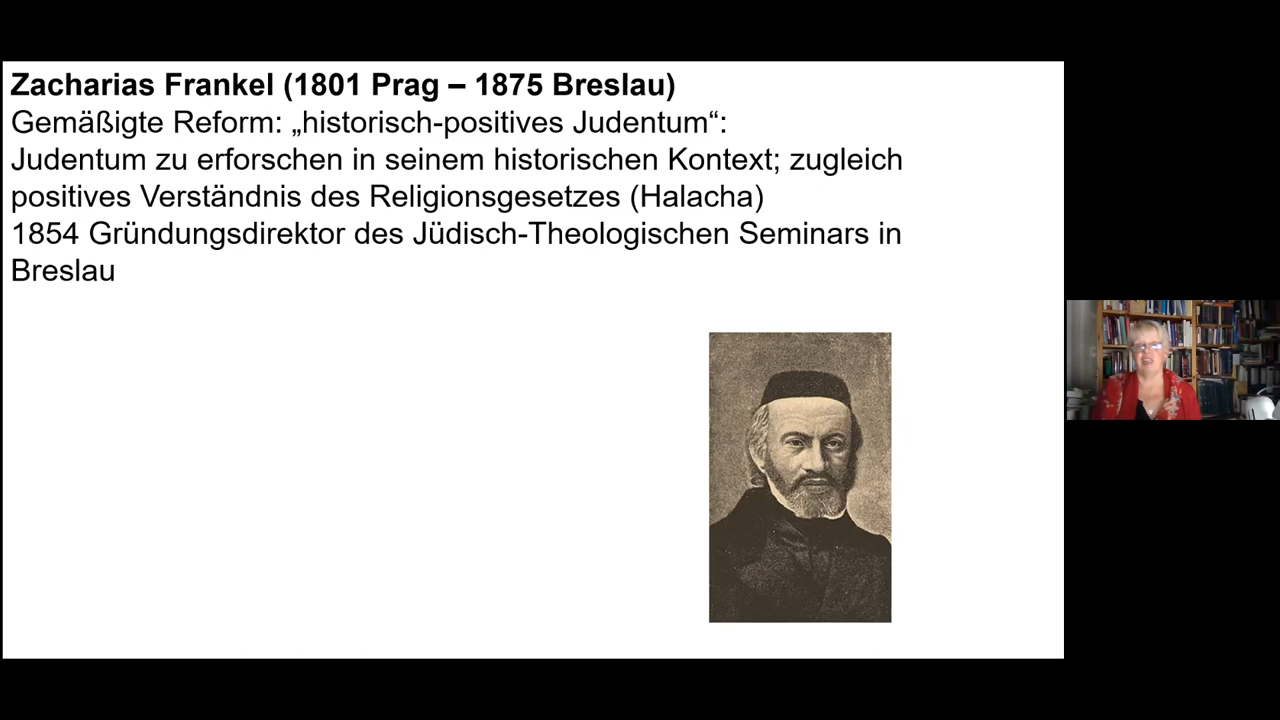 Zacharias Frankel (1801 Prag – 1875 Breslau)
Gemäßigte Reform: „historisch-positives Judentum“:
Judentum zu erforschen in seinem historischen Kontext; zugleich
positives Verständnis des Religionsgesetzes (Halacha)
1854 Gründungsdirektor des Jüdisch-Theologischen Seminars in
Breslau